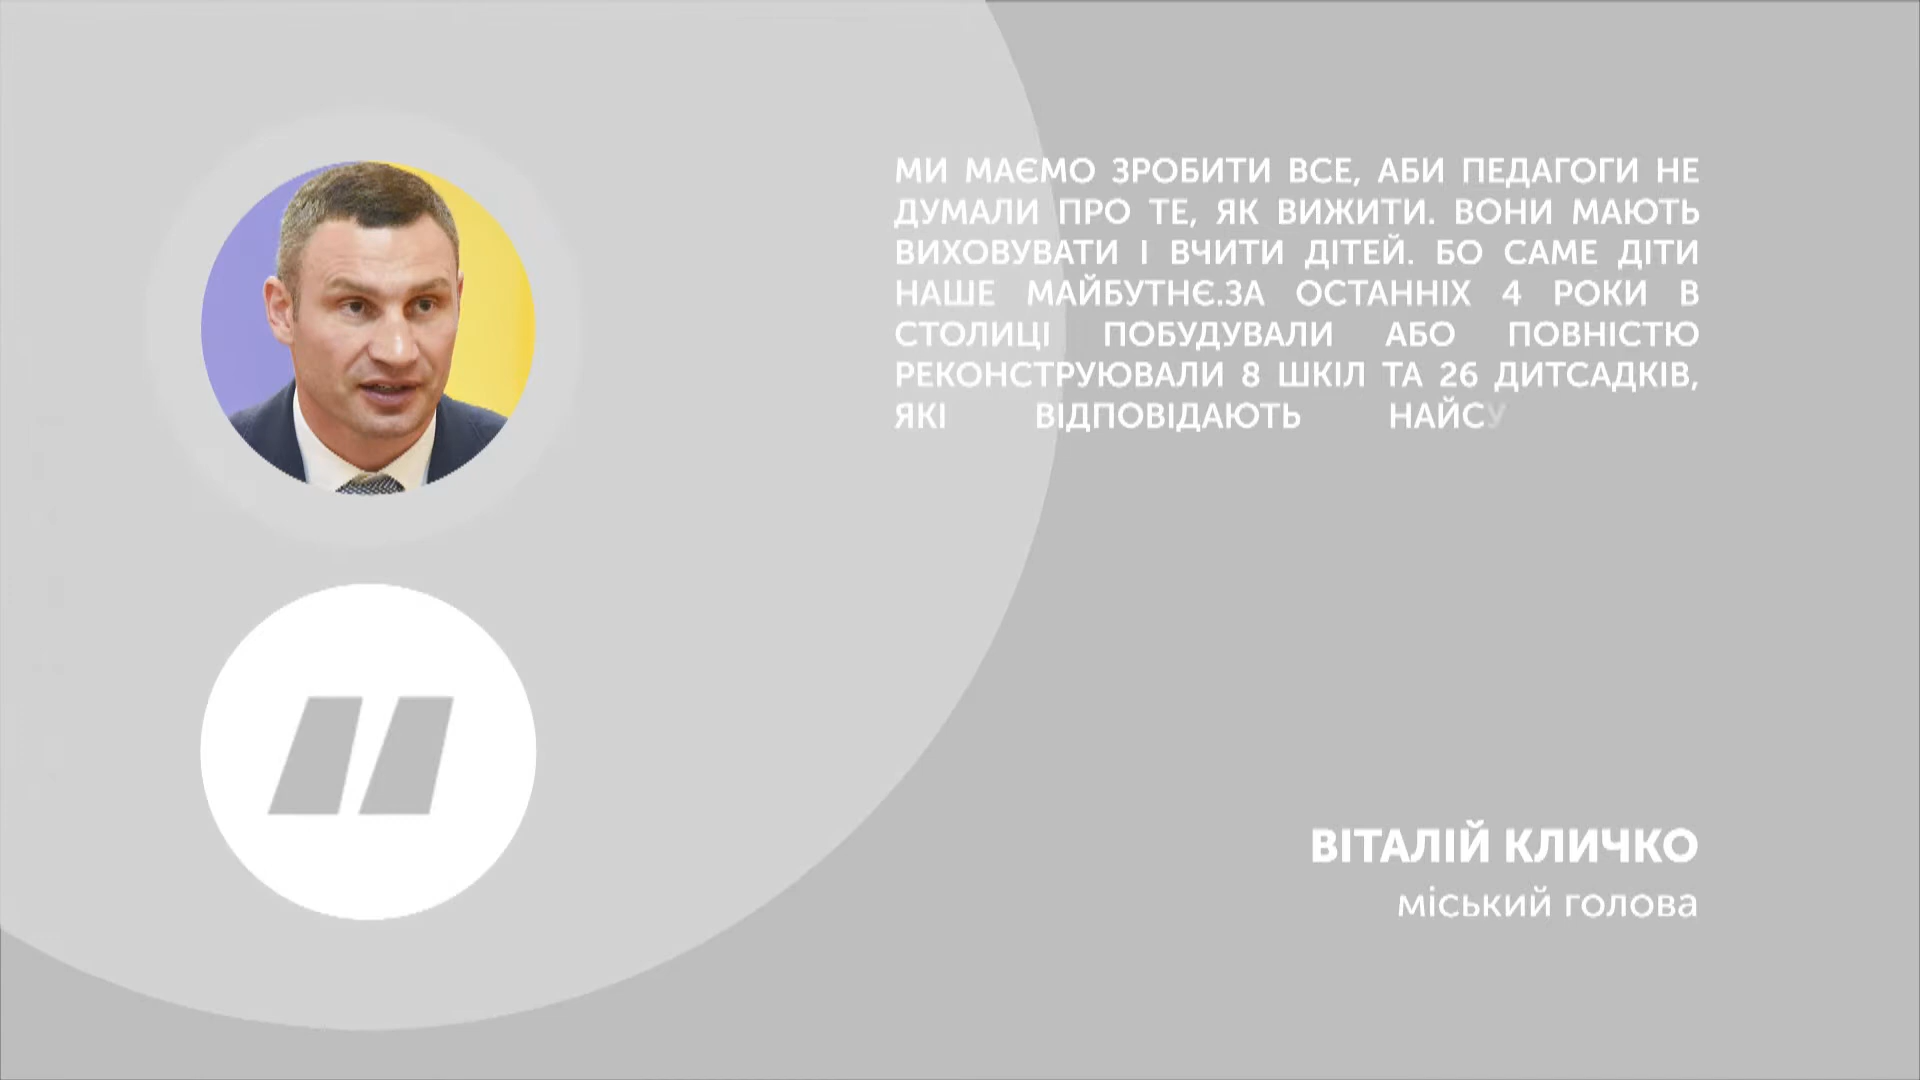 МИ МАЄМО ЗРОБИТИ ВСЕ, АБИ ПЕДАГОГИ НЕ
ДУМАЛИ ПРО ТЕ, ЯК ВИЖИТИ. ВОНИ МАЮТЬ
ВИХОВУВАТИ І ВЧИТИ ДІТЕЙ. БО САМЕ ДІТИ
НАШЕ МАЙБУТНЄ.ЗА ОСТАННІХ 4 РОКИ В
СТОЛИЦІ ПОБУДУВАЛИ АБО ПОВНІСТЮ
РЕКОНСТРУЮВАЛИ 8 ШКІЛ ТА 26 ДИТСАДКІВ,
ЯКІ ВІДПОВІДАЮТЬ НАЙСУ
ВІТАЛІЙ КЛИЧКО
міський голова